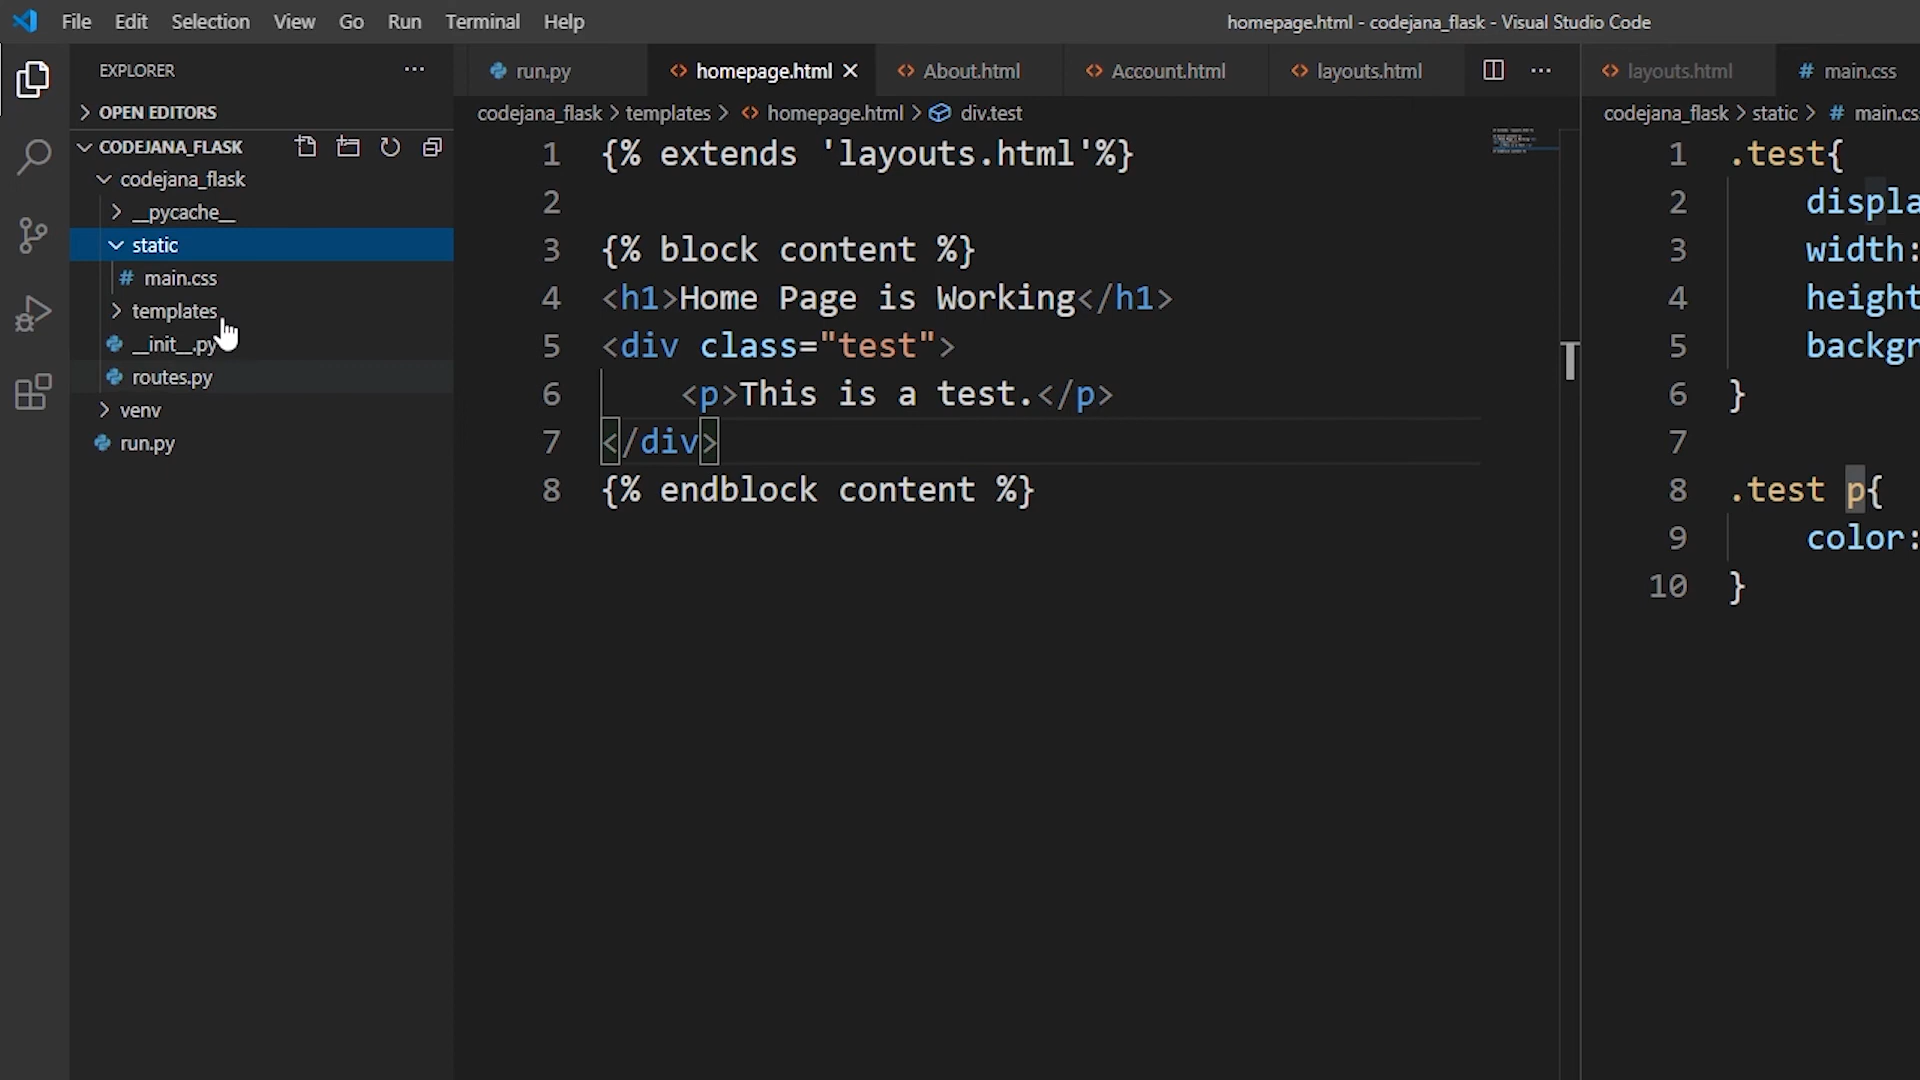 File Edit Selection View Go Run Terminal Help
homepage.html - codejana_flask - Visual Studio Code
EXPLORER
OPEN EDITORS
CODEJANA_FLASK
codejana_flask
__pycache__
static
# main.css
templates
__init__.py
routes.py
venv
run.py
run.py homepage.html About.html Account.html layouts.html
codejana_flask > templates > homepage.html > div.test
1 {% extends 'layouts.html'%}
2
3 {% block content %}
4 <h1>Home Page is Working</h1>
5 <div class="test">
6 <p>This is a test.</p>
7 </div>
8 {% endblock content %}
layouts.html # main.css
codejana_flask > static > # main.css
1 .test{
2 displa
3 width:
4 height
5 backgr
6 }
7
8 .test p{
9 color:
10 }